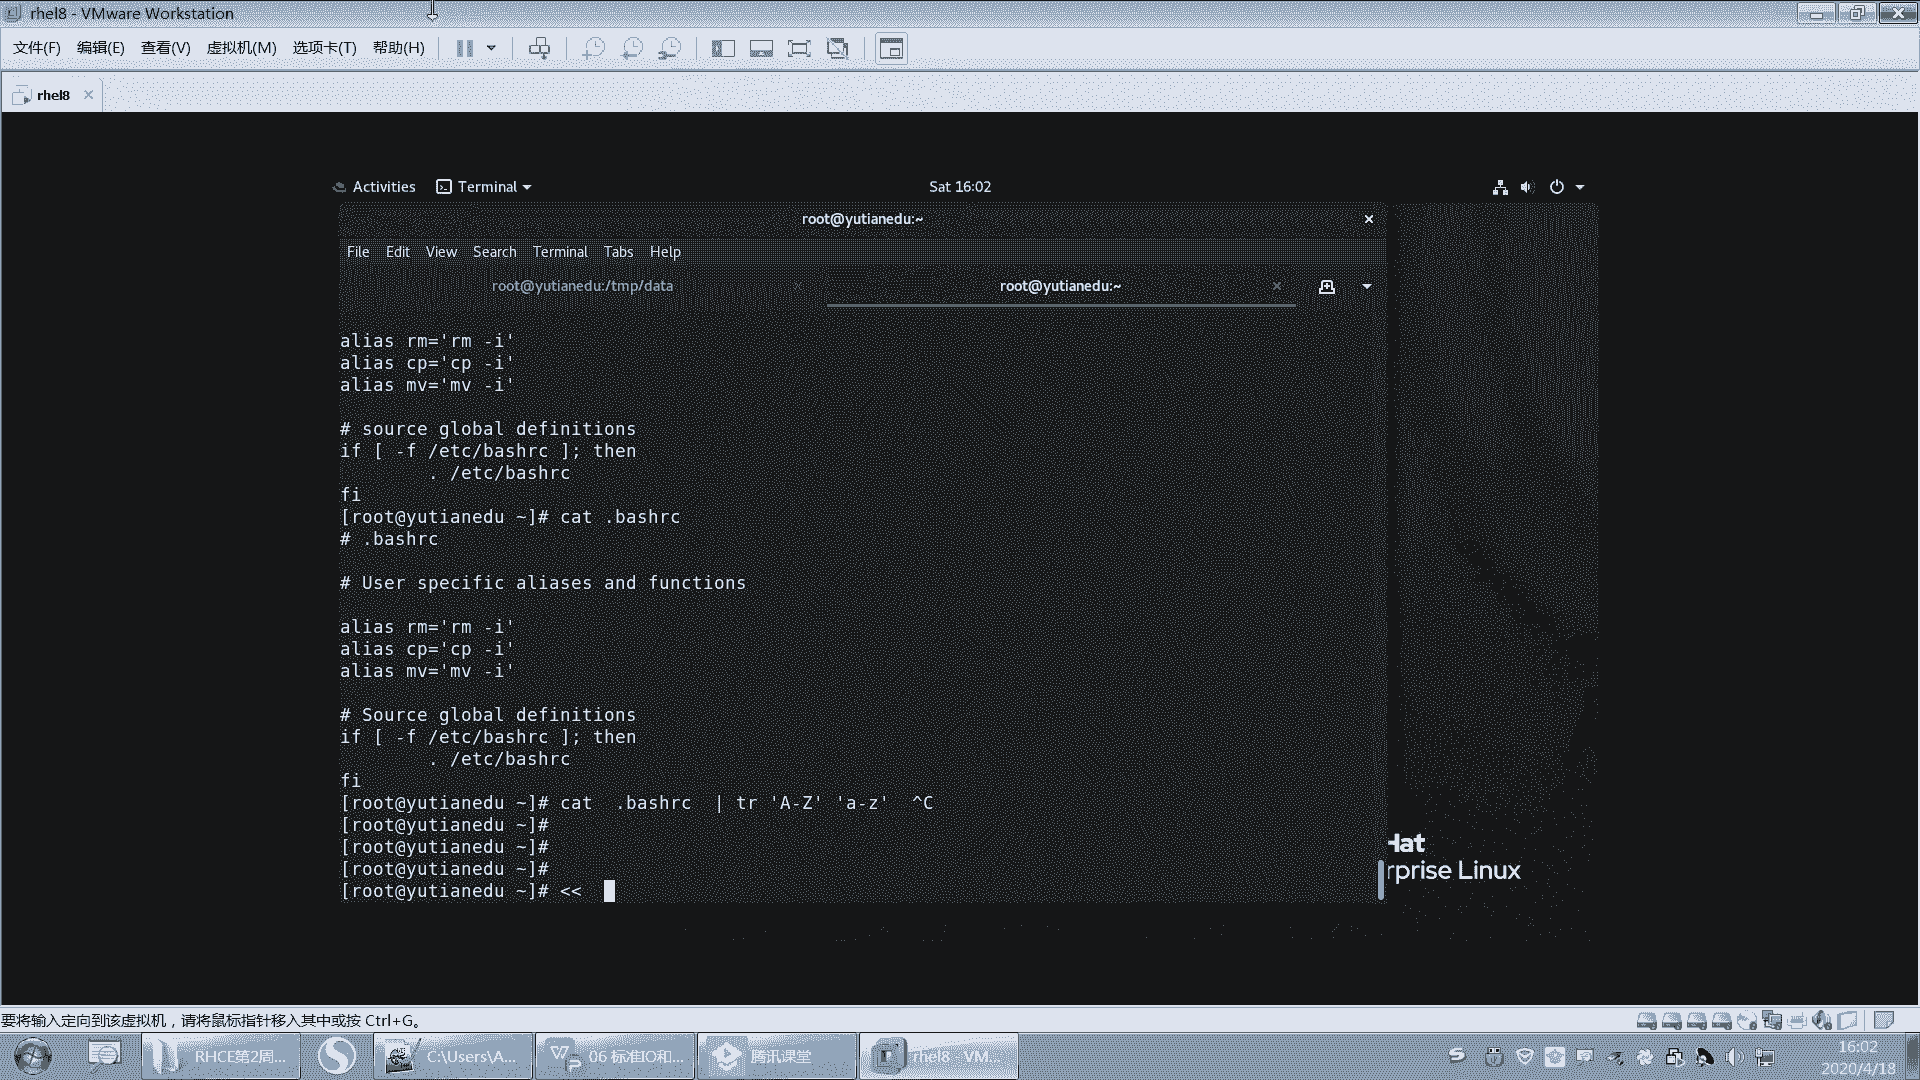 rhel8 - VMware Workstation
文件(F) 编辑(E) 查看(V) 虚拟机(M) 选项卡(T) 帮助(H)
rhel8
Activities Terminal Sat 16:02
root@yutianedu:~
File Edit View Search Terminal Tabs Help
root@yutianedu:/tmp/data root@yutianedu:~
alias rm='rm -i'
alias cp='cp -i'
alias mv='mv -i'
# source global definitions
if [ -f /etc/bashrc ]; then
. /etc/bashrc
fi
[root@yutianedu ~]# cat .bashrc
# .bashrc
# User specific aliases and functions
alias rm='rm -i'
alias cp='cp -i'
alias mv='mv -i'
# Source global definitions
if [ -f /etc/bashrc ]; then
. /etc/bashrc
fi
[root@yutianedu ~]# cat  .bashrc  | tr 'A-Z' 'a-z'  ^C
[root@yutianedu ~]#
[root@yutianedu ~]#
[root@yutianedu ~]#
[root@yutianedu ~]# <<
Hat
rprise Linux
要将输入定向到该虚拟机，请将鼠标指针移入其中或按 Ctrl+G。
RHCE第2周... C:\Users\A... 06 标准IO和... 腾讯课堂 rhel8 - VM... 16:02
2020/4/18